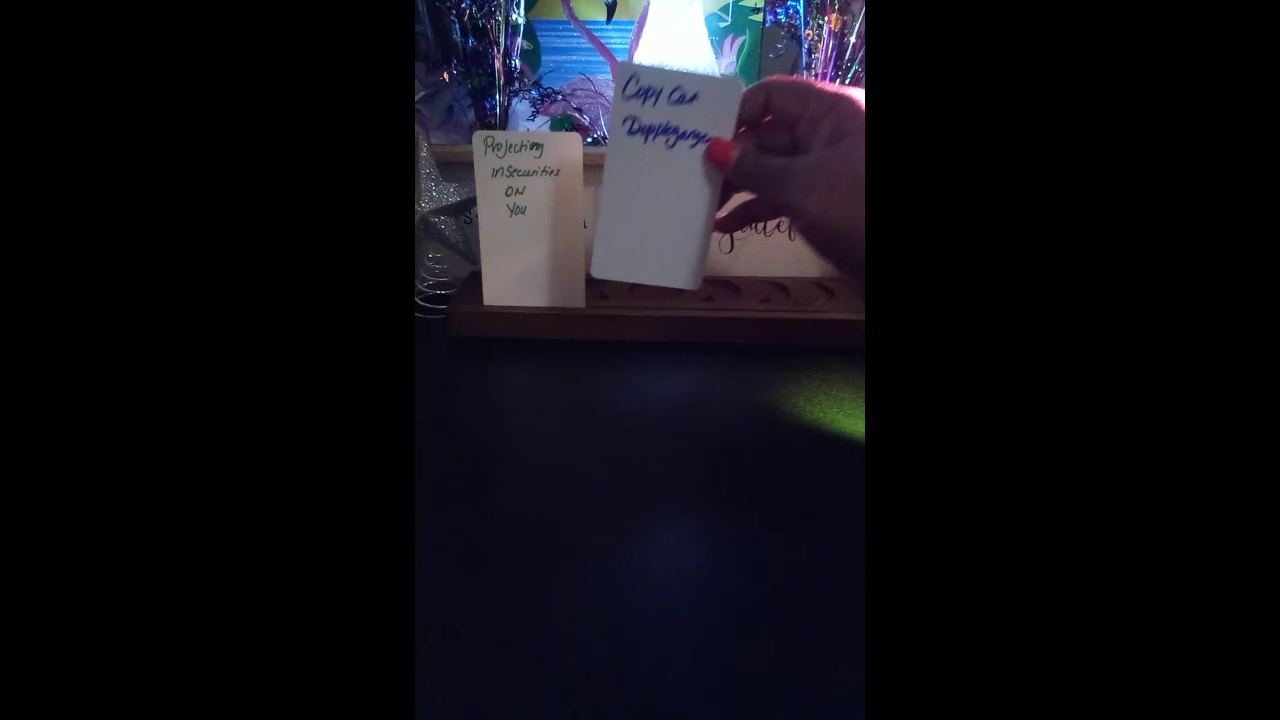 Projecting
Insecurities
ON
You
Copy Cat
Doppleganger